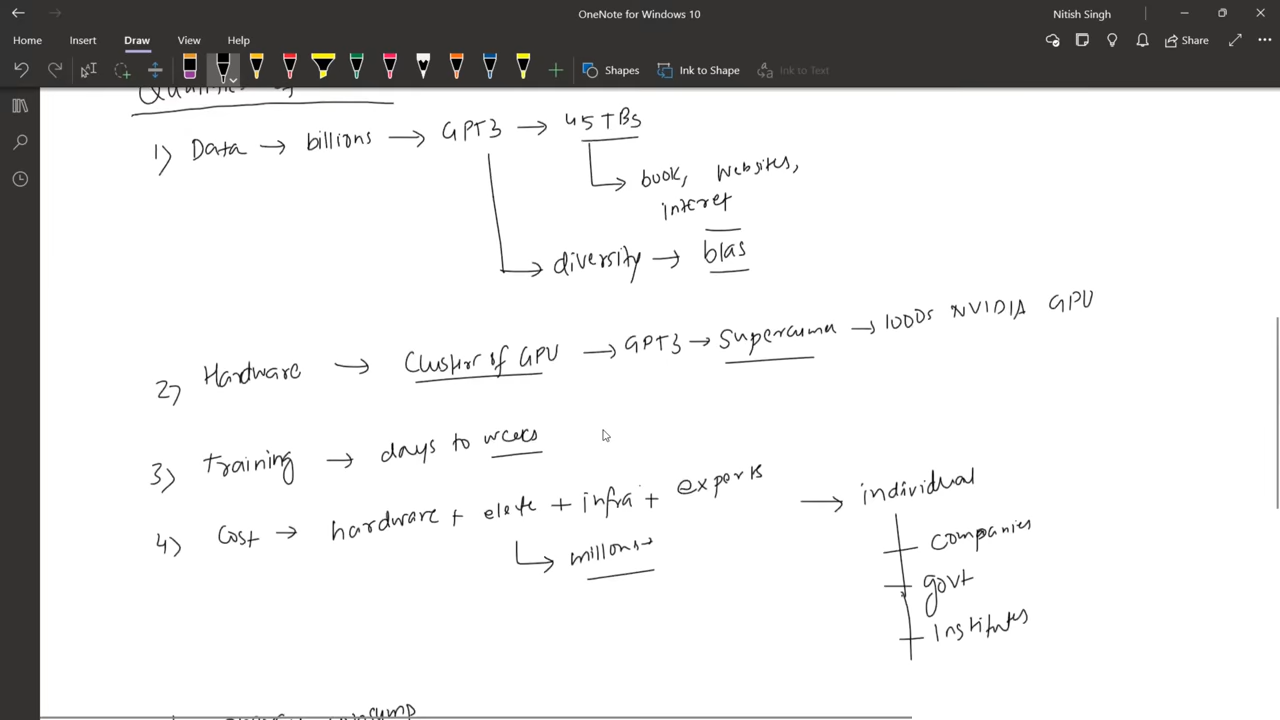 OneNote for Windows 10
Nitish Singh
Home Insert Draw View Help
Share
Shapes Ink to Shape Ink to Text
1) Data → billions → GPT3 → 45 TBs
book, websites,
interet
diversity → bias
2) Hardware → Cluster of GPU → GPT3 → Supercomp → 1000s NVIDIA GPU
3) training → days to weeks
4) Cost → hardware + elete + infra + experts → individual
millons
companies
govt
Institutes